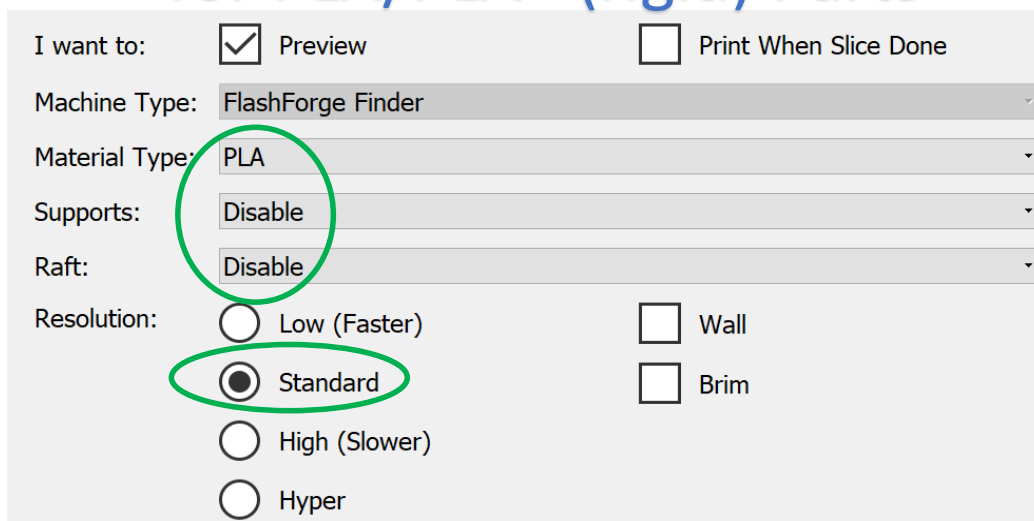 I want to: Preview Print When Slice Done
Machine Type: FlashForge Finder
Material Type: PLA
Supports: Disable
Raft: Disable
Resolution: Low (Faster) Wall
Standard Brim
High (Slower)
Hyper